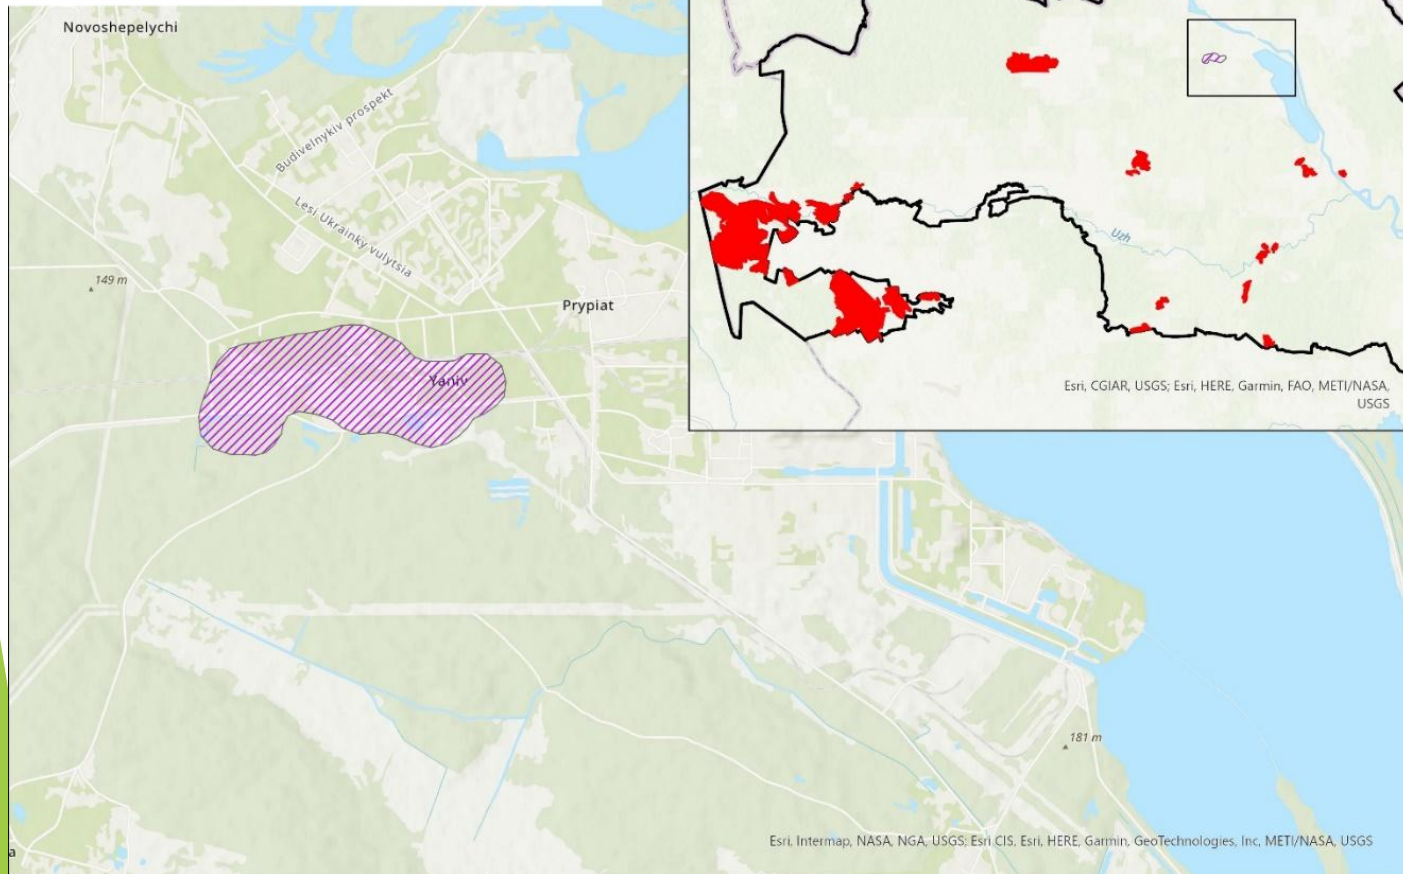 Novoshepelychi
Budivelnykiv prospekt
Lesi Ukrainky vulytsia
149 m
Prypiat
Yaniv
Uzh
Esri, CGIAR, USGS; Esri, HERE, Garmin, FAO, METI/NASA,
USGS
181 m
Esri, Intermap, NASA, NGA, USGS; Esri CIS, Esri, HERE, Garmin, GeoTechnologies, Inc, METI/NASA, USGS
a